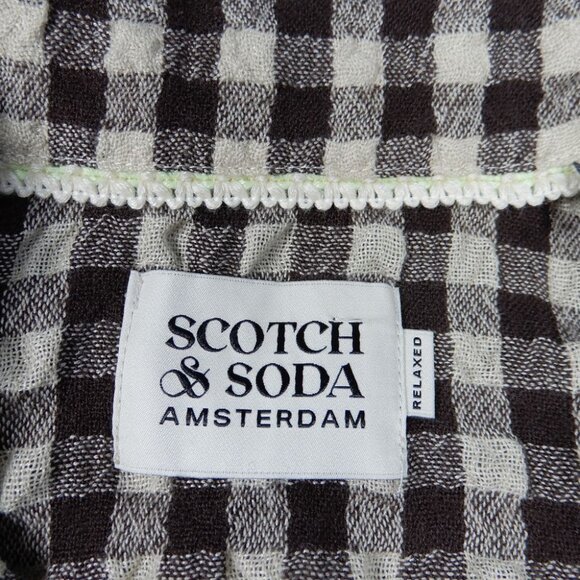 SCOTCH
& SODA
AMSTERDAM
RELAXED